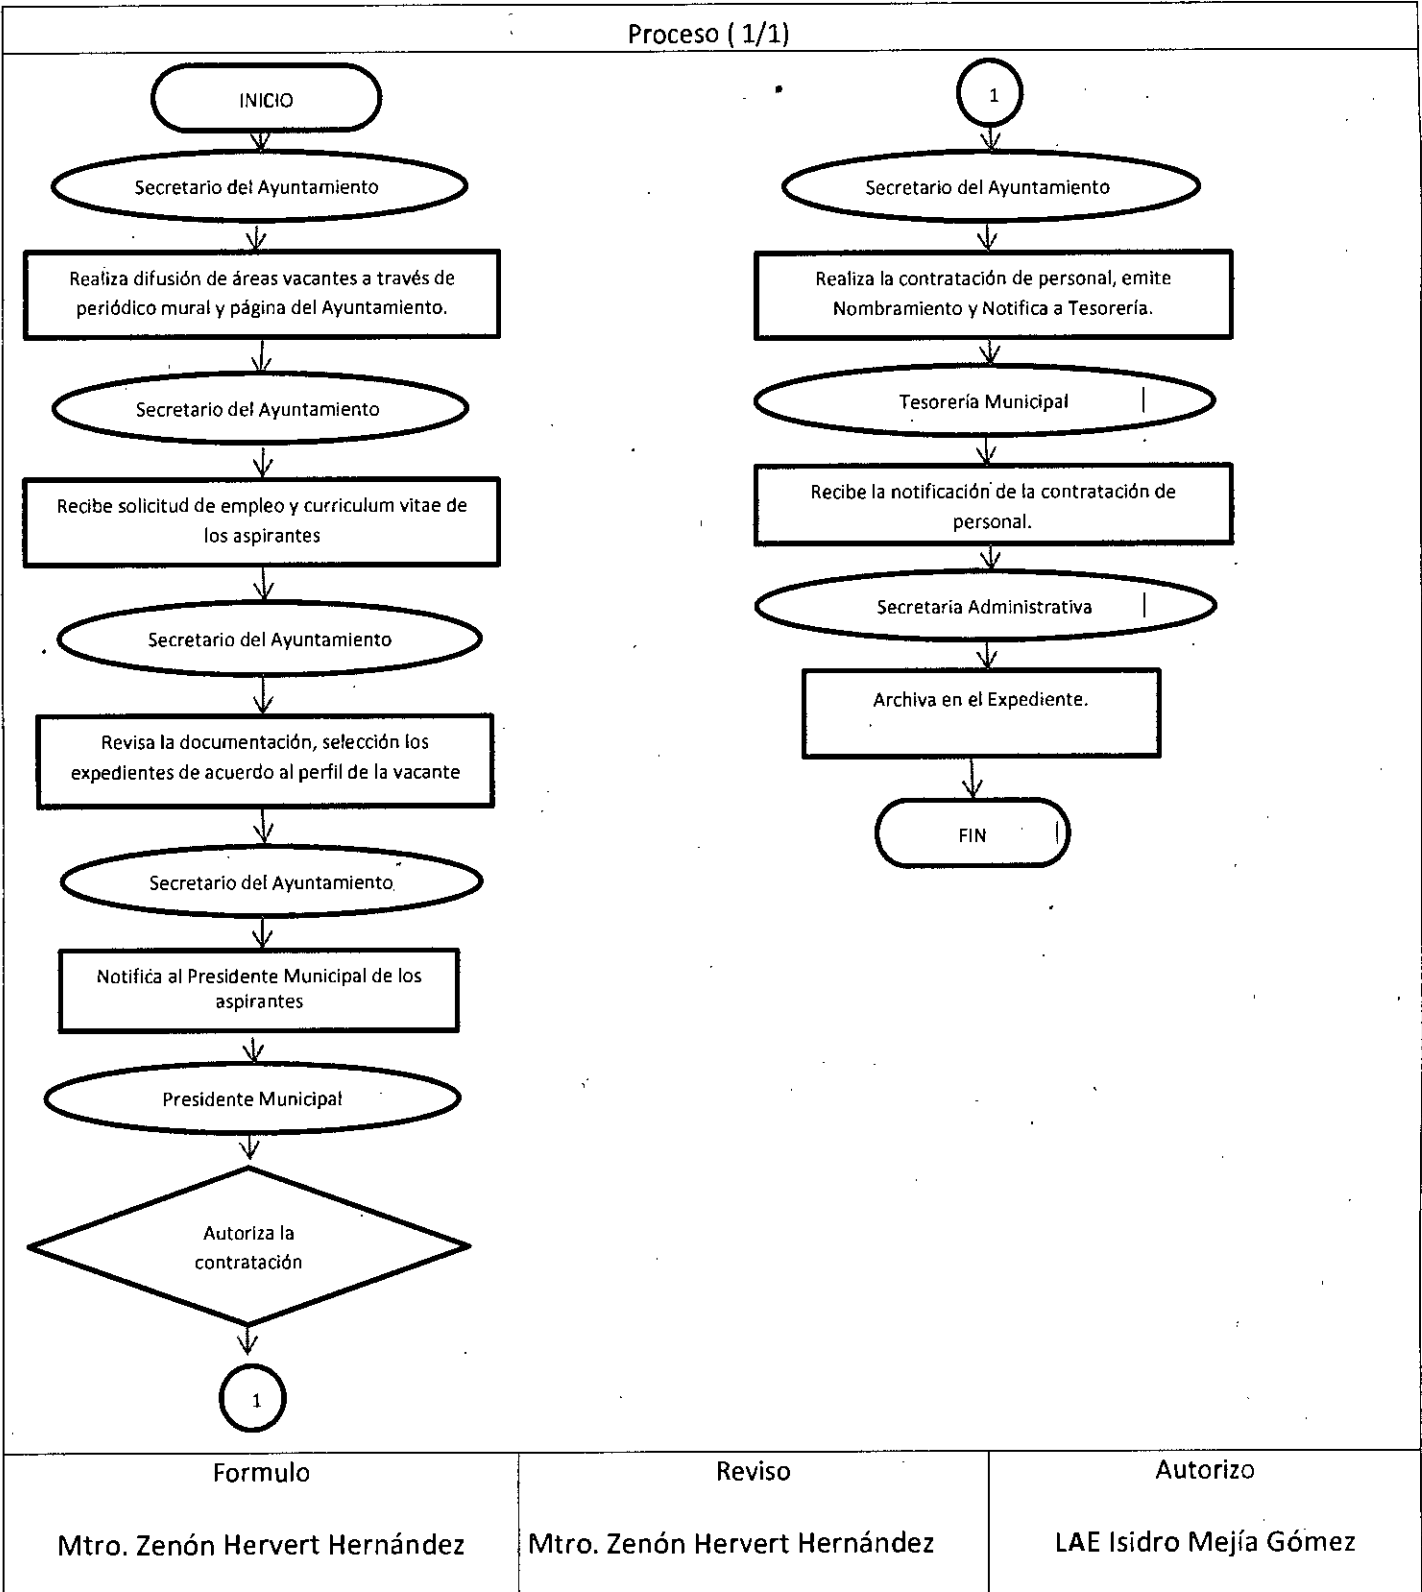 Proceso ( 1/1)
INICIO
Secretario del Ayuntamiento
Realiza difusión de áreas vacantes a través de
periódico mural y página del Ayuntamiento.
Secretario del Ayuntamiento
Recibe solicitud de empleo y curriculum vitae de
los aspirantes
Secretario del Ayuntamiento
Revisa la documentación, selección los
expedientes de acuerdo al perfil de la vacante
Secretario del Ayuntamiento
Notifica al Presidente Municipal de los
aspirantes
Presidente Municipal
Autoriza la
contratación
1
1
Secretario del Ayuntamiento
Realiza la contratación de personal, emite
Nombramiento y Notifica a Tesorería.
Tesorería Municipal
Recibe la notificación de la contratación de
personal.
Secretaria Administrativa
Archiva en el Expediente.
FIN
Formulo
Mtro. Zenón Hervert Hernández
Reviso
Mtro. Zenón Hervert Hernández
Autorizo
LAE Isidro Mejía Gómez